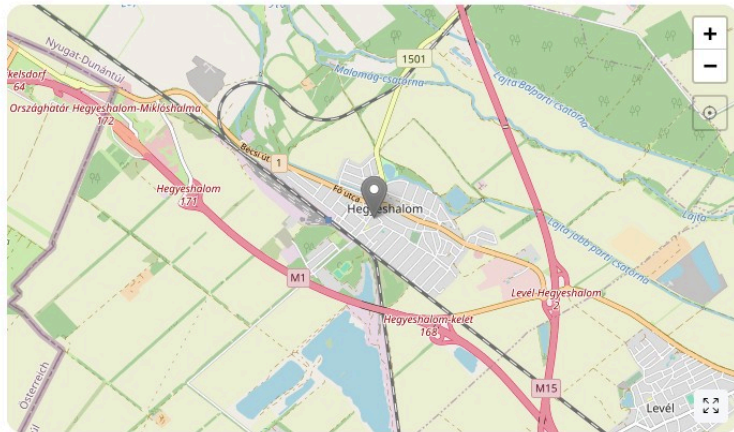 Nyugat-Dunántúl
1501
Malomág-csatorna
Lajta Balparti csatorna
+
−
kelsdorf
64
Országhatár Hegyeshalom-Miklóshalma
172
Becsi út
1
Fő utca
Hegyeshalom
171
Hegyeshalom
Lajta
Lajta jobb parti csatorna
M1
Levél-Hegyeshalom
2
Hegyeshalom-kelet
168
Österreich
M15
Levél